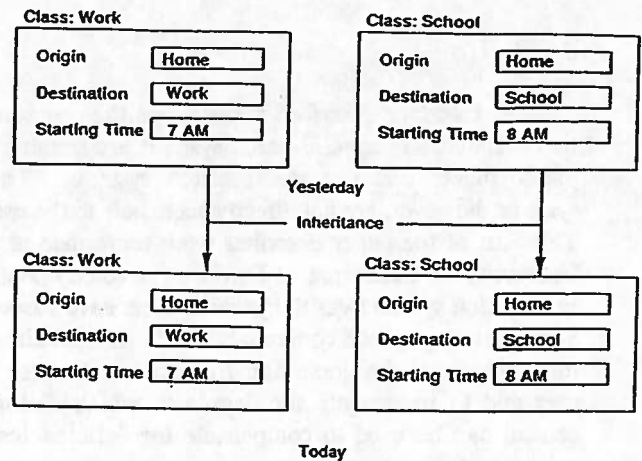 Class: Work
Origin Home
Destination Work
Starting Time 7 AM
Class: School
Origin Home
Destination School
Starting Time 8 AM
Yesterday
Inheritance
Class: Work
Origin Home
Destination Work
Starting Time 7 AM
Class: School
Origin Home
Destination School
Starting Time 8 AM
Today